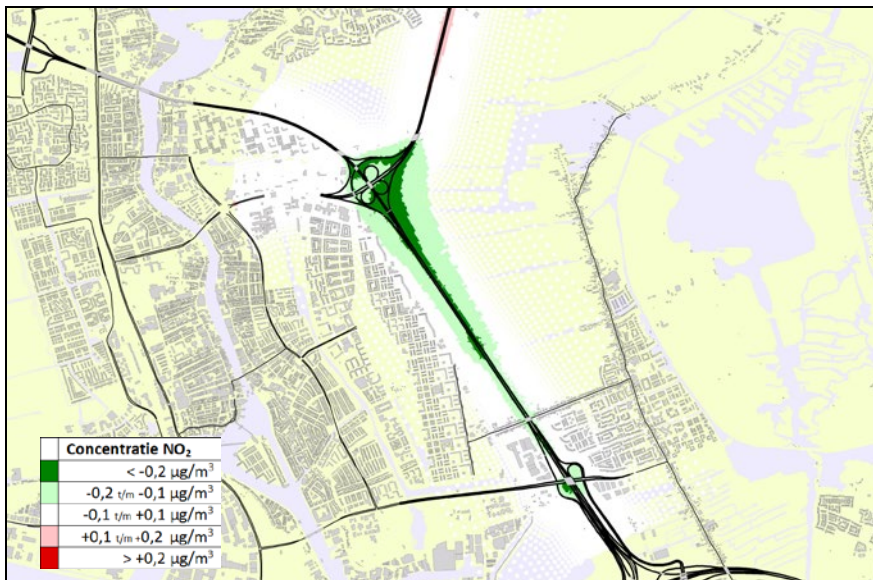 Concentratie NO₂
< -0,2 µg/m³
-0,2 t/m -0,1 µg/m³
-0,1 t/m +0,1 µg/m³
+0,1 t/m +0,2 µg/m³
> +0,2 µg/m³